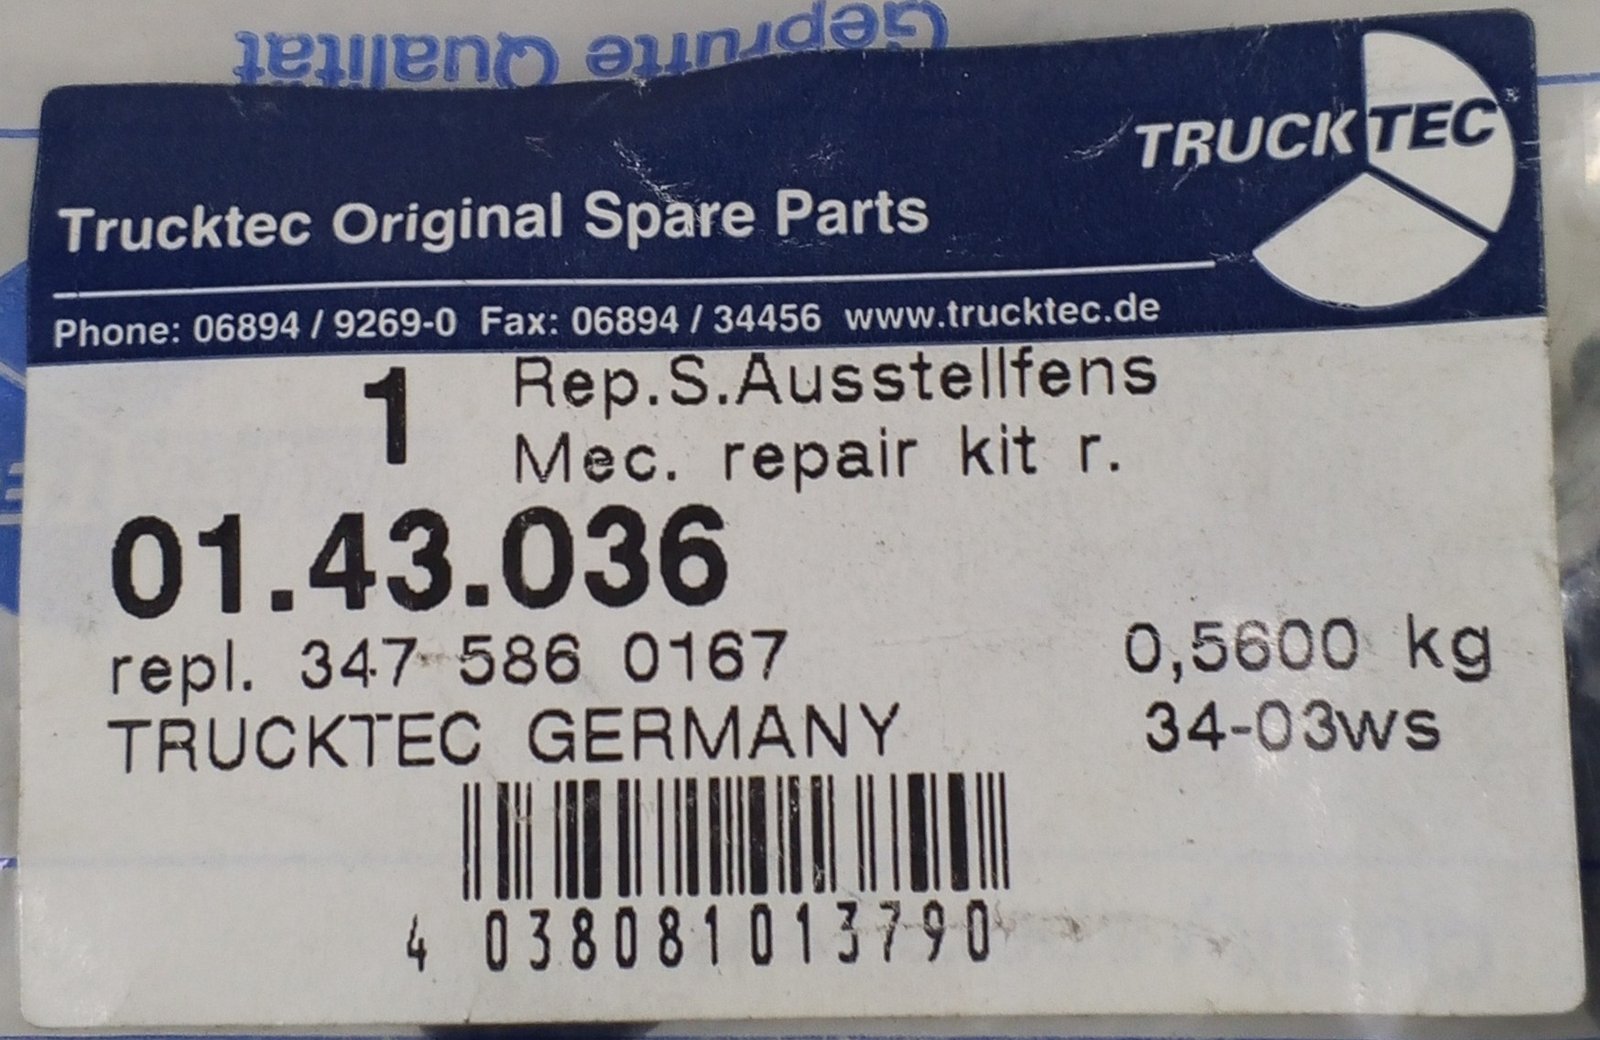 Geprüfte Qualität
TRUCKTEC®
Trucktec Original Spare Parts
Phone: 06894 / 9269-0 Fax: 06894 / 34456 www.trucktec.de
1 Rep.S.Ausstellfens
Mec. repair kit r.
01.43.036
repl. 347 586 0167 0,5600 kg
TRUCKTEC GERMANY 34-03ws
4 038081 013790